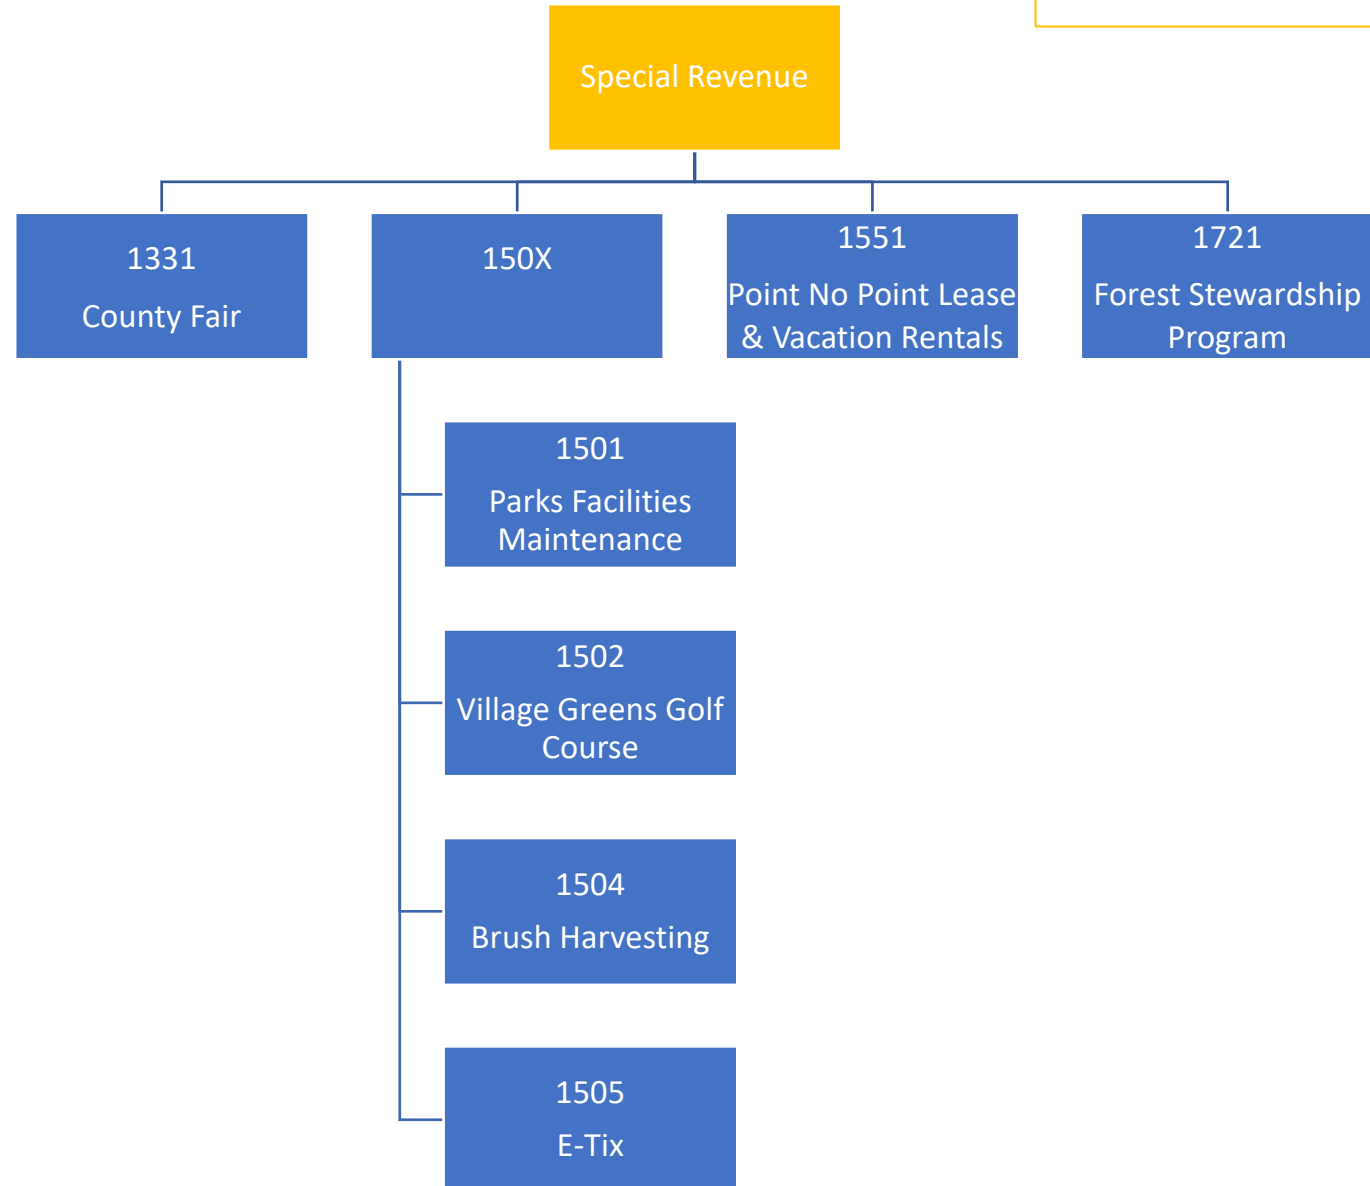 Special Revenue
1331
County Fair
150X
1551
Point No Point Lease
& Vacation Rentals
1721
Forest Stewardship
Program
1501
Parks Facilities
Maintenance
1502
Village Greens Golf
Course
1504
Brush Harvesting
1505
E-Tix